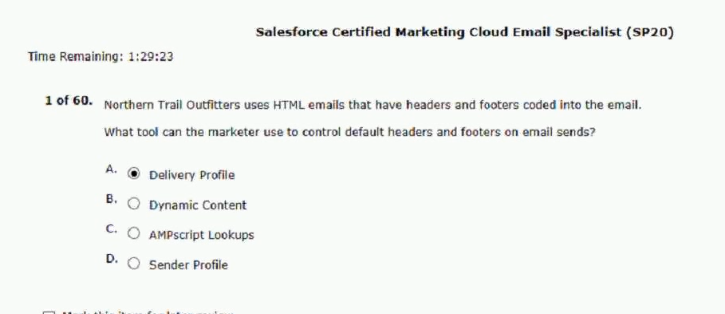 Salesforce Certified Marketing Cloud Email Specialist (SP20)
Time Remaining: 1:29:23
1 of 60. Northern Trail Outfitters uses HTML emails that have headers and footers coded into the email.
What tool can the marketer use to control default headers and footers on email sends?
A. Delivery Profile
B. Dynamic Content
C. AMPscript Lookups
D. Sender Profile